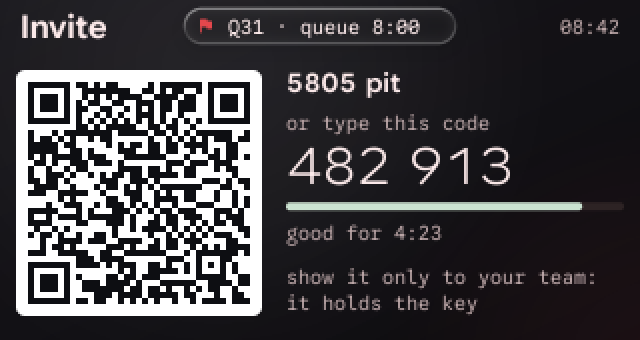 Invite
Q31 · queue 8:00
08:42
5805 pit
or type this code
482 913
good for 4:23
show it only to your team:
it holds the key